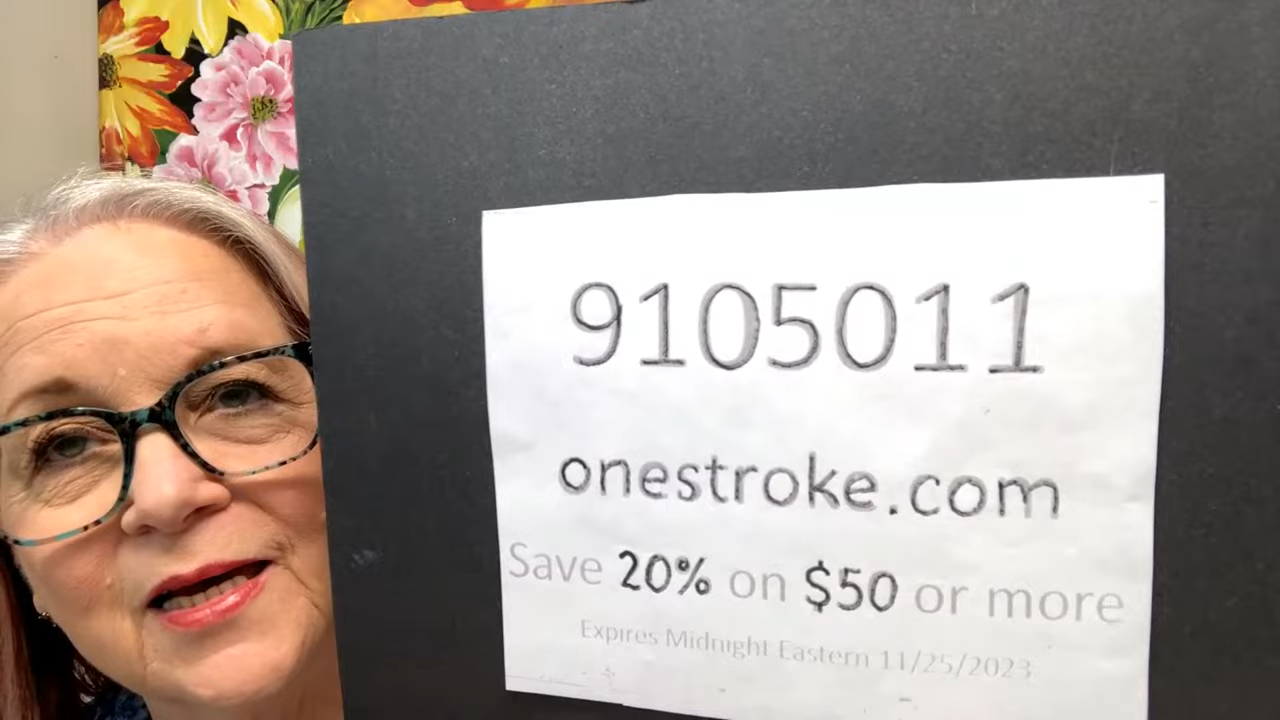 9105011
onestroke.com
Save 20% on $50 or more
Expires Midnight Eastern 11/25/2023